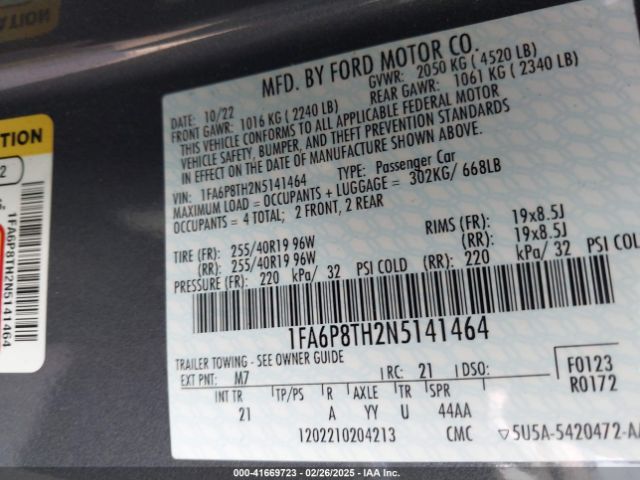 MFD. BY FORD MOTOR CO.
DATE: 10/22 GVWR: 2050 KG ( 4520 LB)
FRONT GAWR: 1016 KG ( 2240 LB) REAR GAWR: 1061 KG ( 2340 LB)
THIS VEHICLE CONFORMS TO ALL APPLICABLE FEDERAL MOTOR
VEHICLE SAFETY, BUMPER, AND THEFT PREVENTION STANDARDS
IN EFFECT ON THE DATE OF MANUFACTURE SHOWN ABOVE.
VIN: 1FA6P8TH2N5141464 TYPE: Passenger Car
MAXIMUM LOAD = OCCUPANTS + LUGGAGE = 302KG/ 668LB
OCCUPANTS = 4 TOTAL; 2 FRONT, 2 REAR
TIRE (FR): 255/40R19 96W RIMS (FR): 19x8.5J
(RR): 255/40R19 96W (RR): 19x8.5J
PRESSURE (FR): 220 kPa/ 32 PSI COLD (RR): 220 kPa/ 32 PSI COL
1FA6P8TH2N5141464
TRAILER TOWING - SEE OWNER GUIDE
EXT PNT: M7 RC: 21 DSO: F0123
R0172
INT TR TP/PS R AXLE TR SPR
21 A YY U 44AA
1202210204213 CMC ▽5U5A-5420472-AA
TION
2
1FA6P8TH2N5141464
000-41669723 - 02/26/2025 - IAA Inc.